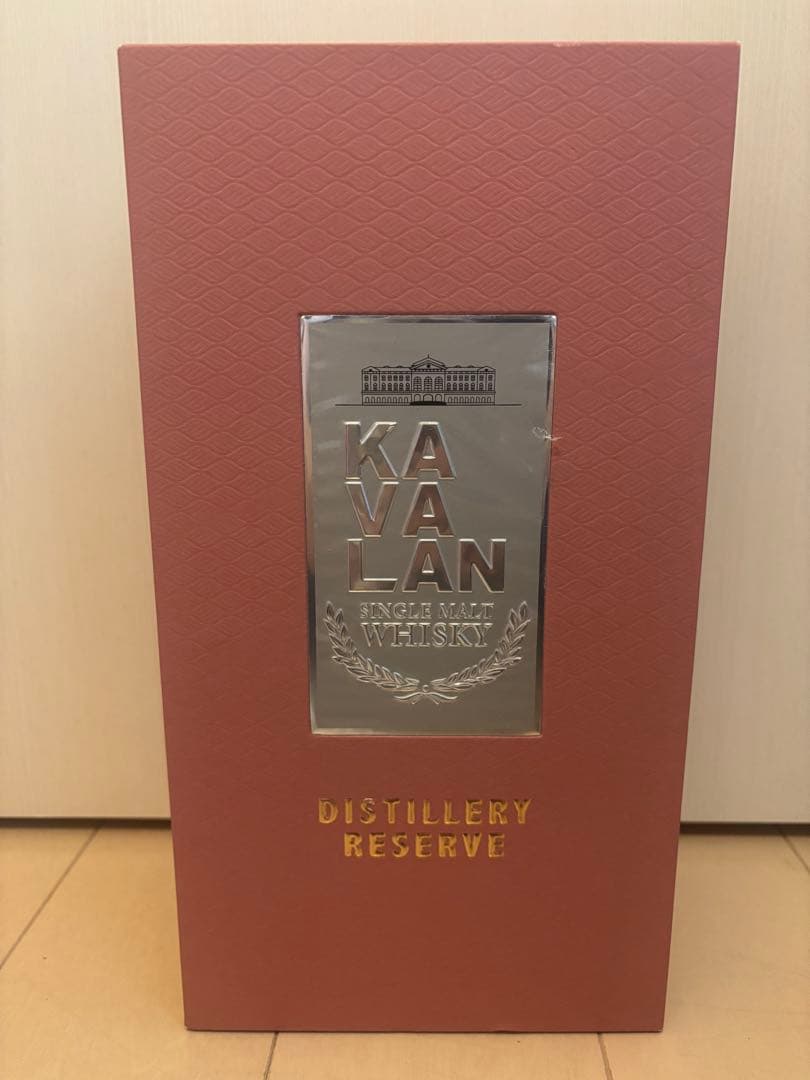 KA
VA
LAN
SINGLE MALT
WHISKY
DISTILLERY
RESERVE